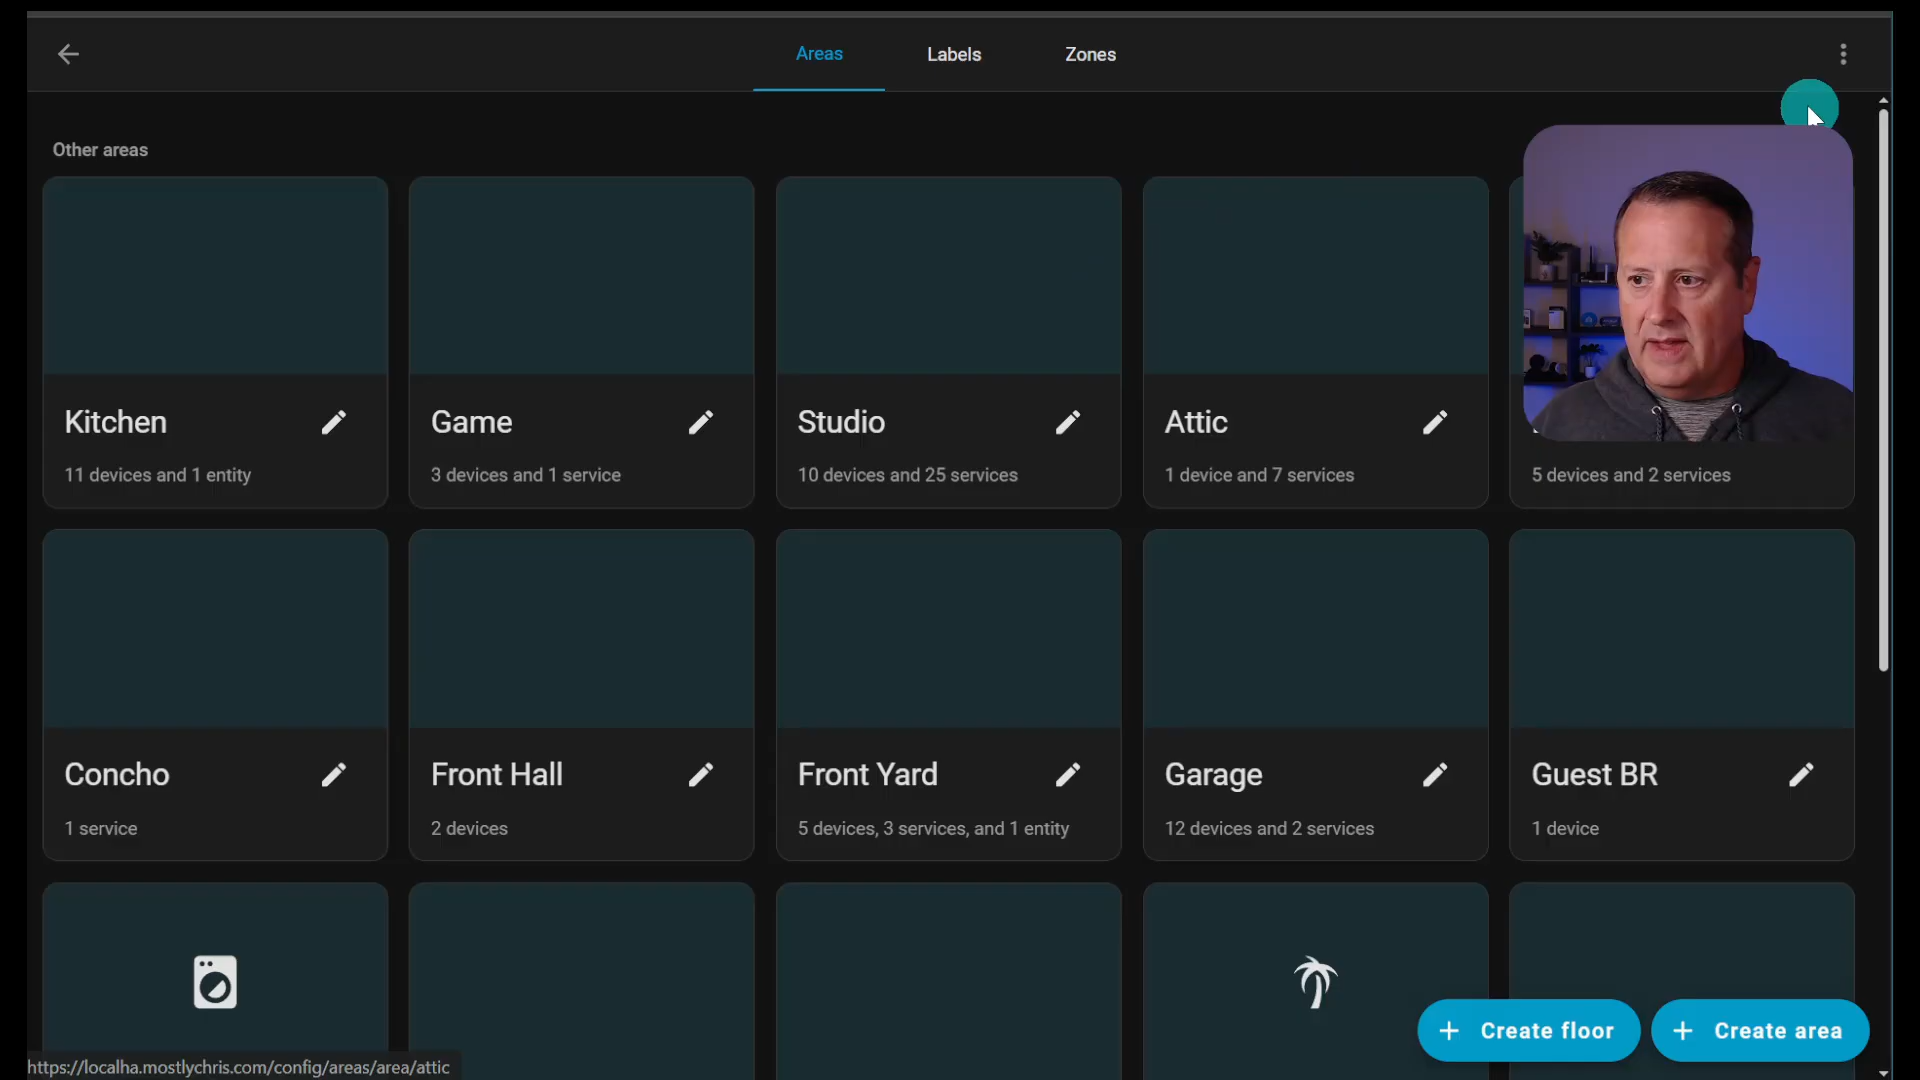 Areas
Labels
Zones
Other areas
Kitchen
11 devices and 1 entity
Game
3 devices and 1 service
Studio
10 devices and 25 services
Attic
1 device and 7 services
5 devices and 2 services
Concho
1 service
Front Hall
2 devices
Front Yard
5 devices, 3 services, and 1 entity
Garage
12 devices and 2 services
Guest BR
1 device
+ Create floor
+ Create area
https://localha.mostlychris.com/config/areas/area/attic